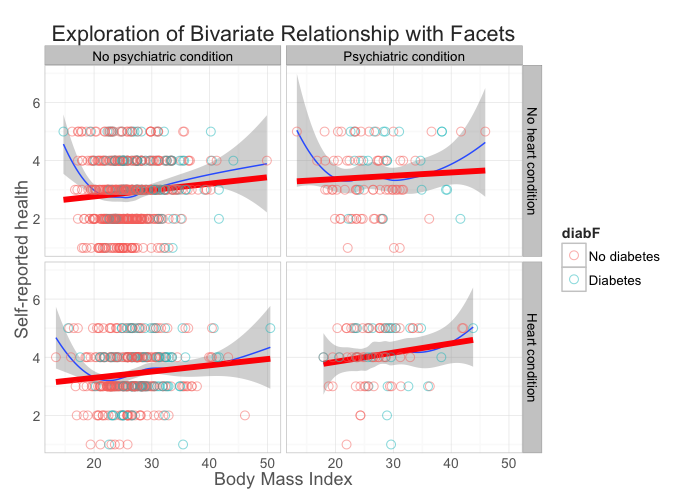 Exploration of Bivariate Relationship with Facets
No psychiatric condition
Psychiatric condition
6
4
2
No heart condition
6
4
2
Heart condition
20
30
40
50
20
30
40
50
Body Mass Index
Self-reported health
diabF
No diabetes
Diabetes